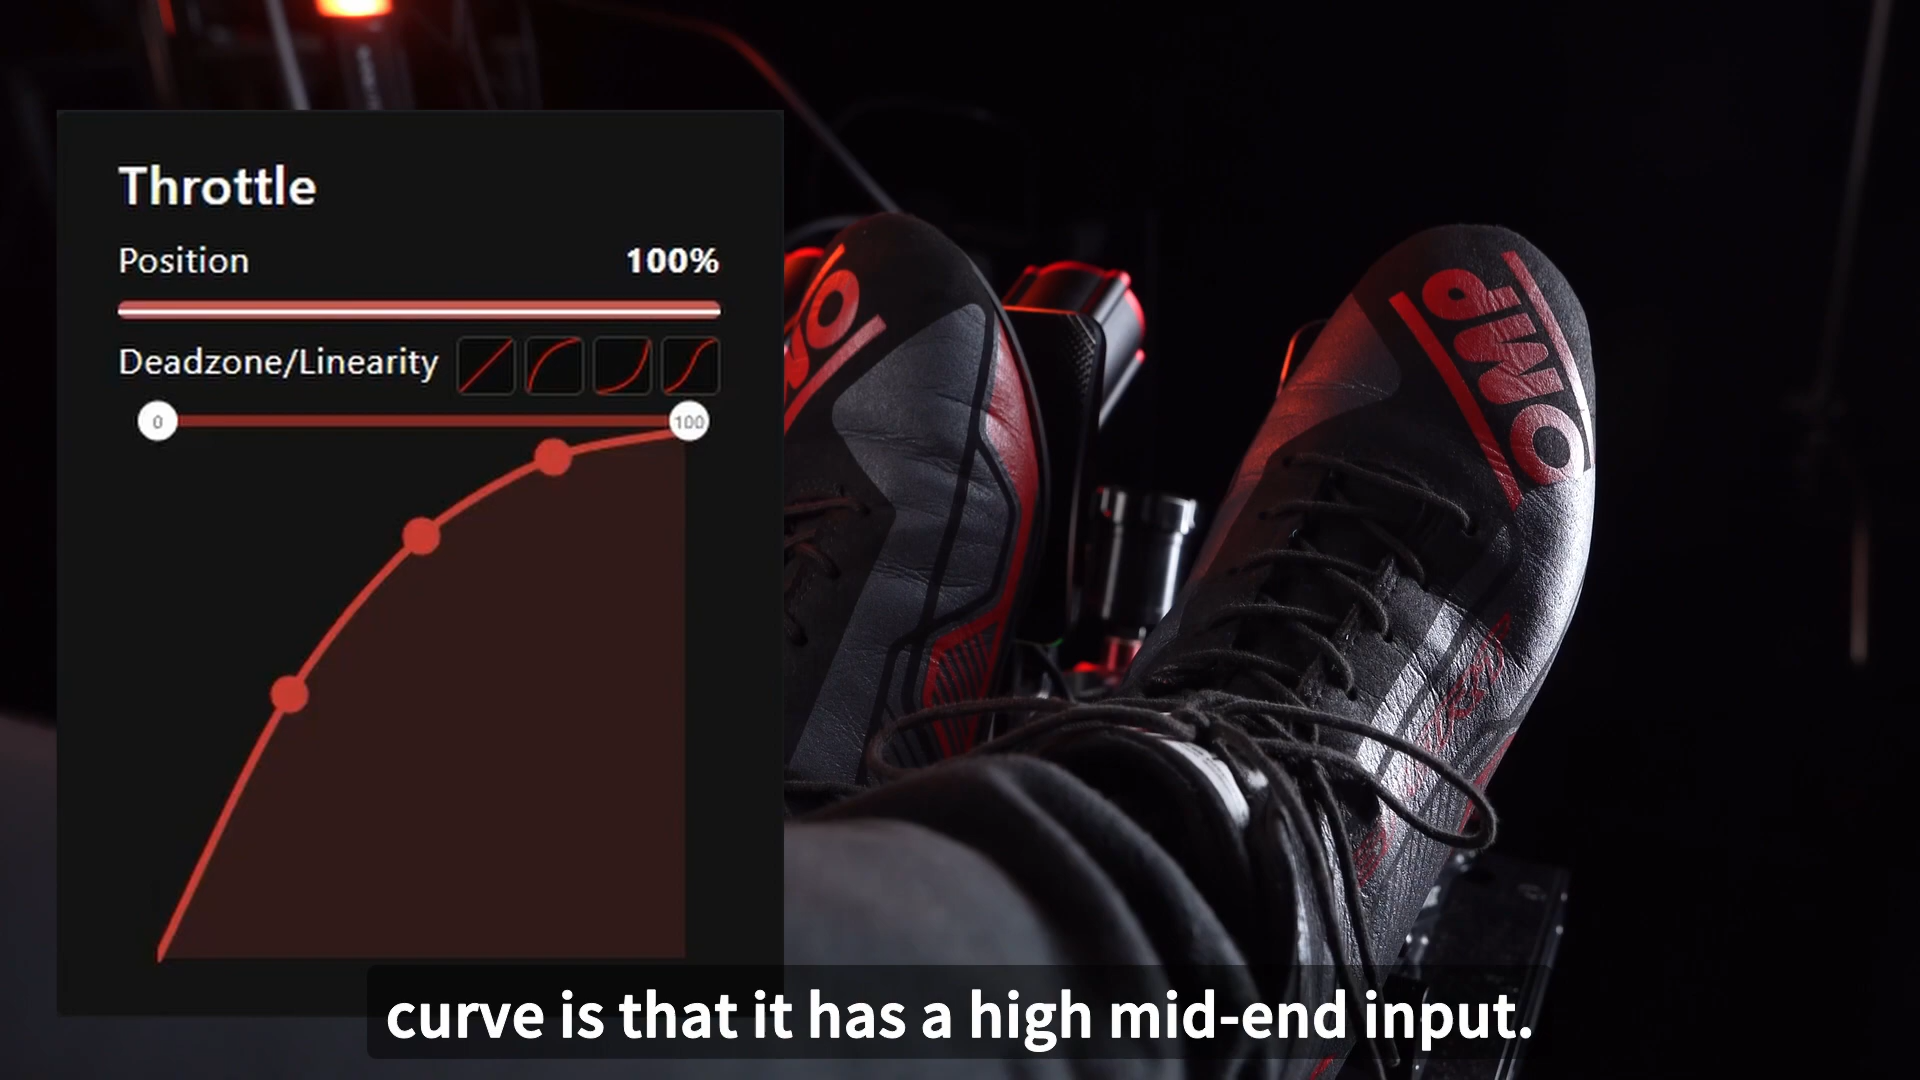 Throttle
Position 100%
Deadzone/Linearity
0 100
OMP
OMP
curve is that it has a high mid-end input.